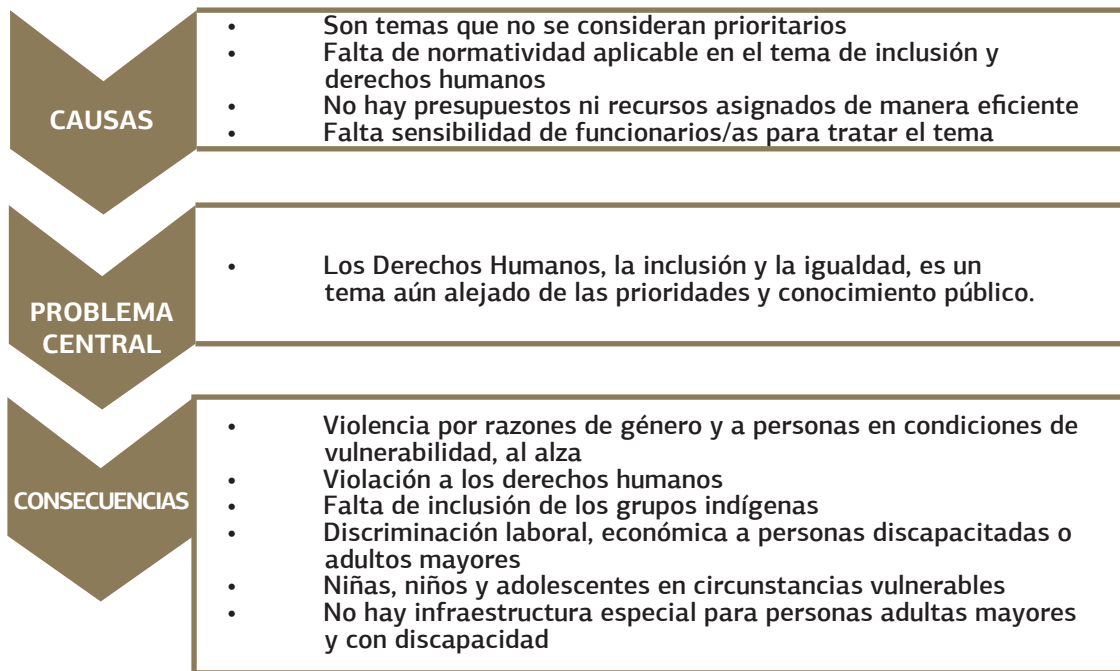 CAUSAS
• Son temas que no se consideran prioritarios
• Falta de normatividad aplicable en el tema de inclusión y
derechos humanos
• No hay presupuestos ni recursos asignados de manera eficiente
• Falta sensibilidad de funcionarios/as para tratar el tema
PROBLEMA
CENTRAL
• Los Derechos Humanos, la inclusión y la igualdad, es un
tema aún alejado de las prioridades y conocimiento público.
CONSECUENCIAS
• Violencia por razones de género y a personas en condiciones de
vulnerabilidad, al alza
• Violación a los derechos humanos
• Falta de inclusión de los grupos indígenas
• Discriminación laboral, económica a personas discapacitadas o
adultos mayores
• Niñas, niños y adolescentes en circunstancias vulnerables
• No hay infraestructura especial para personas adultas mayores
y con discapacidad